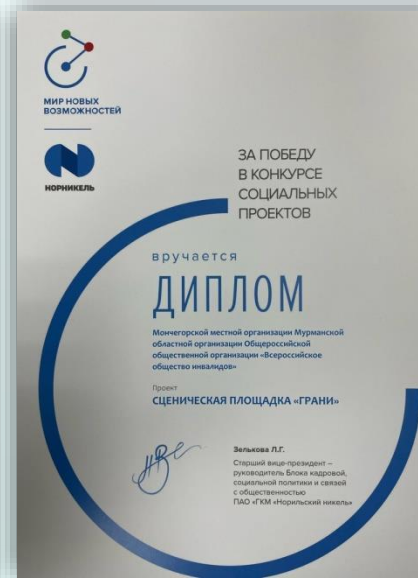 МИР НОВЫХ
ВОЗМОЖНОСТЕЙ
НОРНИКЕЛЬ
ЗА ПОБЕДУ
В КОНКУРСЕ
СОЦИАЛЬНЫХ
ПРОЕКТОВ
вручается
ДИПЛОМ
Мончегорской местной организации Мурманской
областной организации Общероссийской
общественной организации «Всероссийское
общество инвалидов»
Проект
СЦЕНИЧЕСКАЯ ПЛОЩАДКА «ГРАНИ»
Зелькова Л.Г.
Старший вице-президент –
руководитель Блока кадровой,
социальной политики и связей
с общественностью
ПАО «ГМК «Норильский никель»